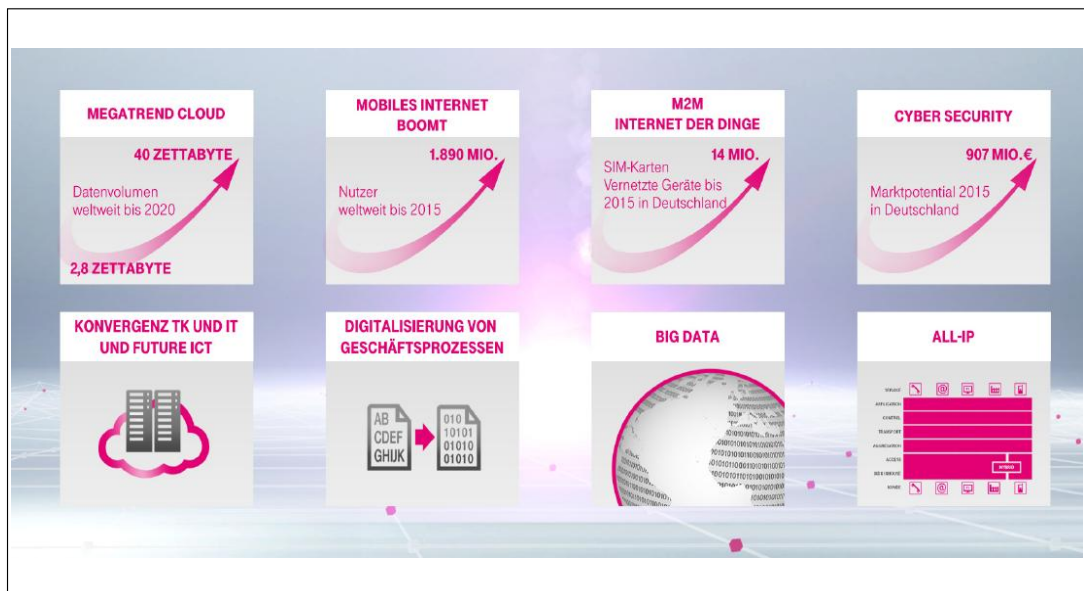 MEGATREND CLOUD
40 ZETTABYTE
Datenvolumen
weltweit bis 2020
2,8 ZETTABYTE
MOBILES INTERNET
BOOMT
1.890 MIO.
Nutzer
weltweit bis 2015
M2M
INTERNET DER DINGE
14 MIO.
SIM-Karten
Vernetzte Geräte bis
2015 in Deutschland
CYBER SECURITY
907 MIO.€
Marktpotential 2015
in Deutschland
KONVERGENZ TK UND IT
UND FUTURE ICT
DIGITALISIERUNG VON
GESCHÄFTSPROZESSEN
AB
CDEF
GHIJK
010
10101
01010
01010
BIG DATA
ALL-IP
APPLICATION
CONTROL
TRANSPORT
ACCESS
HYBRID